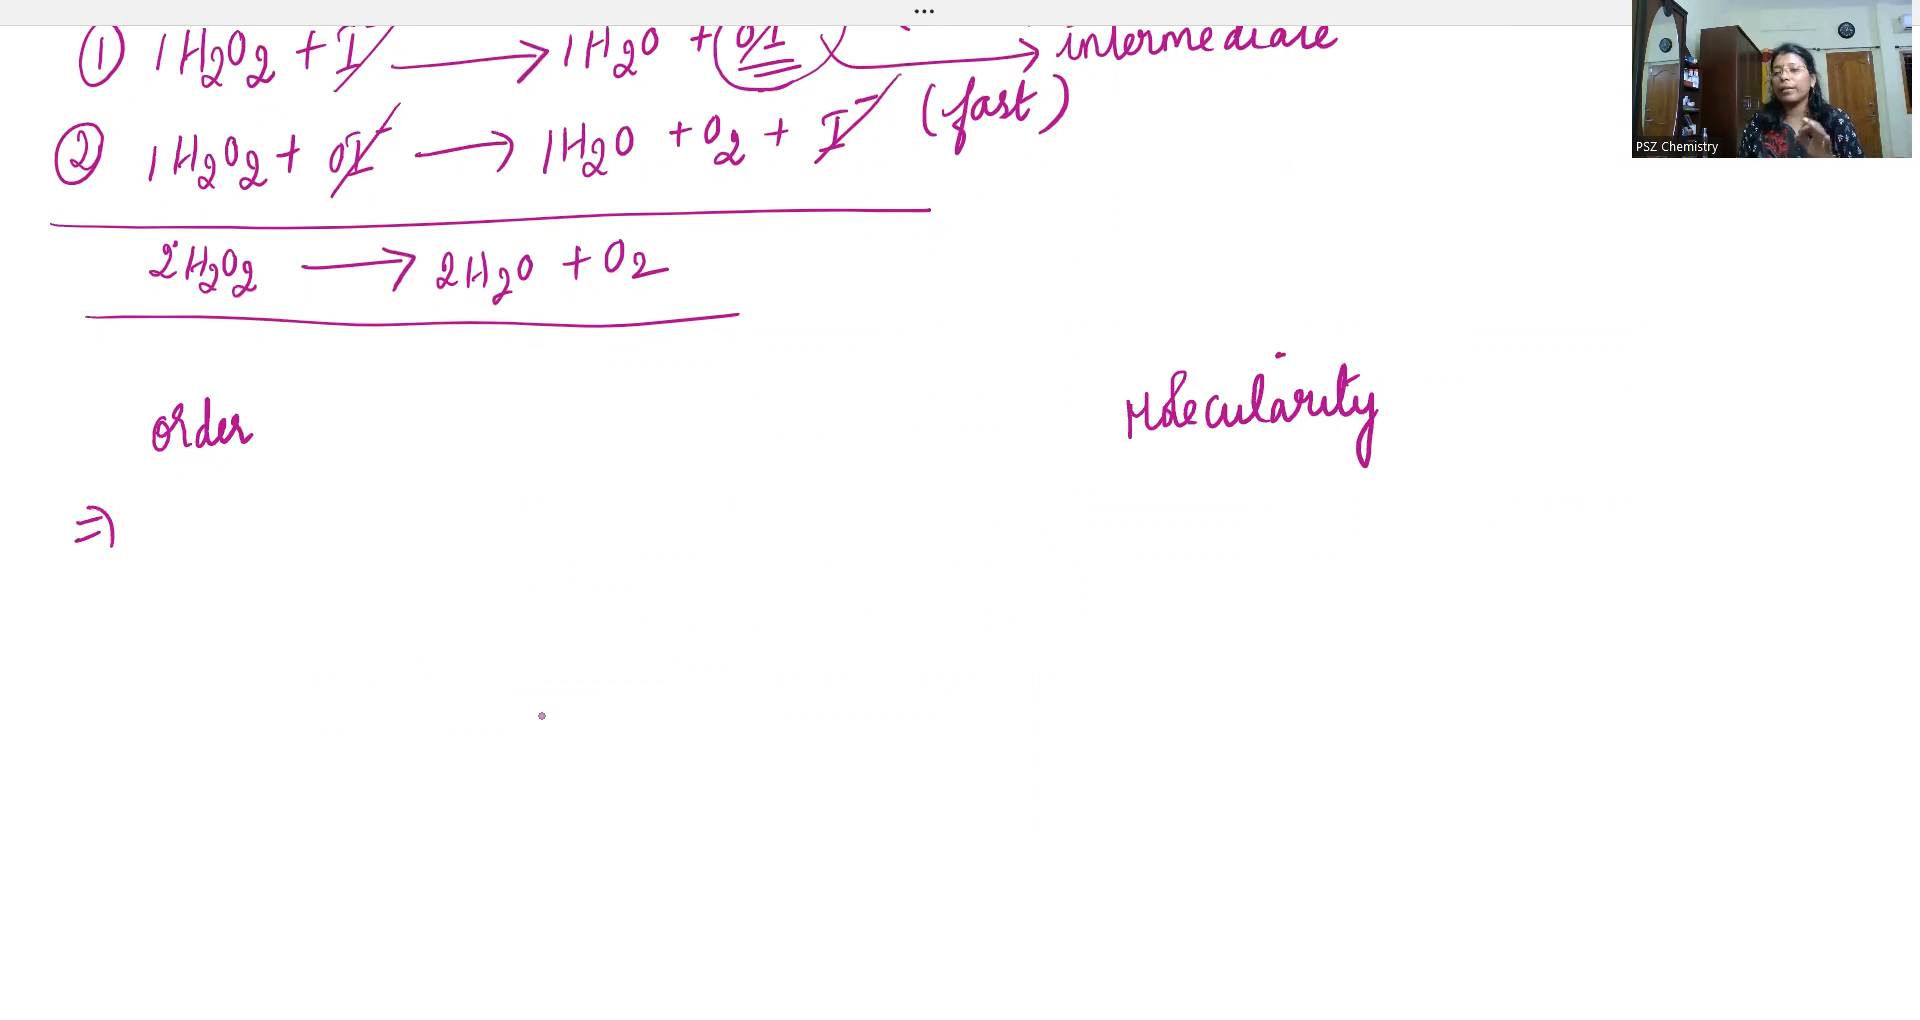 ...
① 1H₂O₂ + I⁻ ⟶ 1H₂O + OI⁻ → intermediate
② 1H₂O₂ + OI⁻ ⟶ 1H₂O + O₂ + I⁻ (fast)
2H₂O₂ ⟶ 2H₂O + O₂
order Molecularity
⇒
PSZ Chemistry